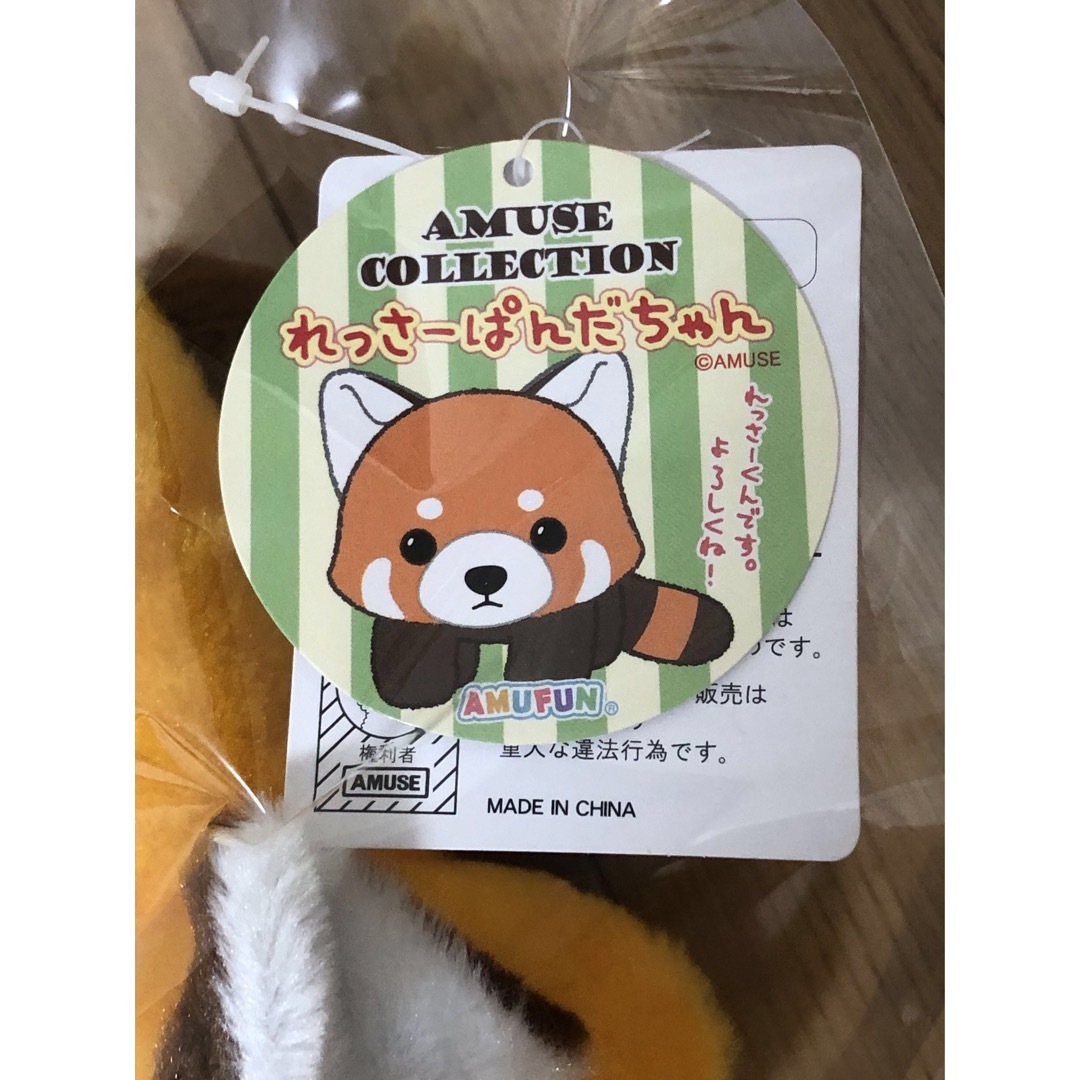 AMUSE
COLLECTION
れっさーぱんだちゃん
©AMUSE
れっさーくんです。
よろしくね!
AMUFUN®
は
のです。
販売は
重大な違法行為です。
権利者
AMUSE
MADE IN CHINA